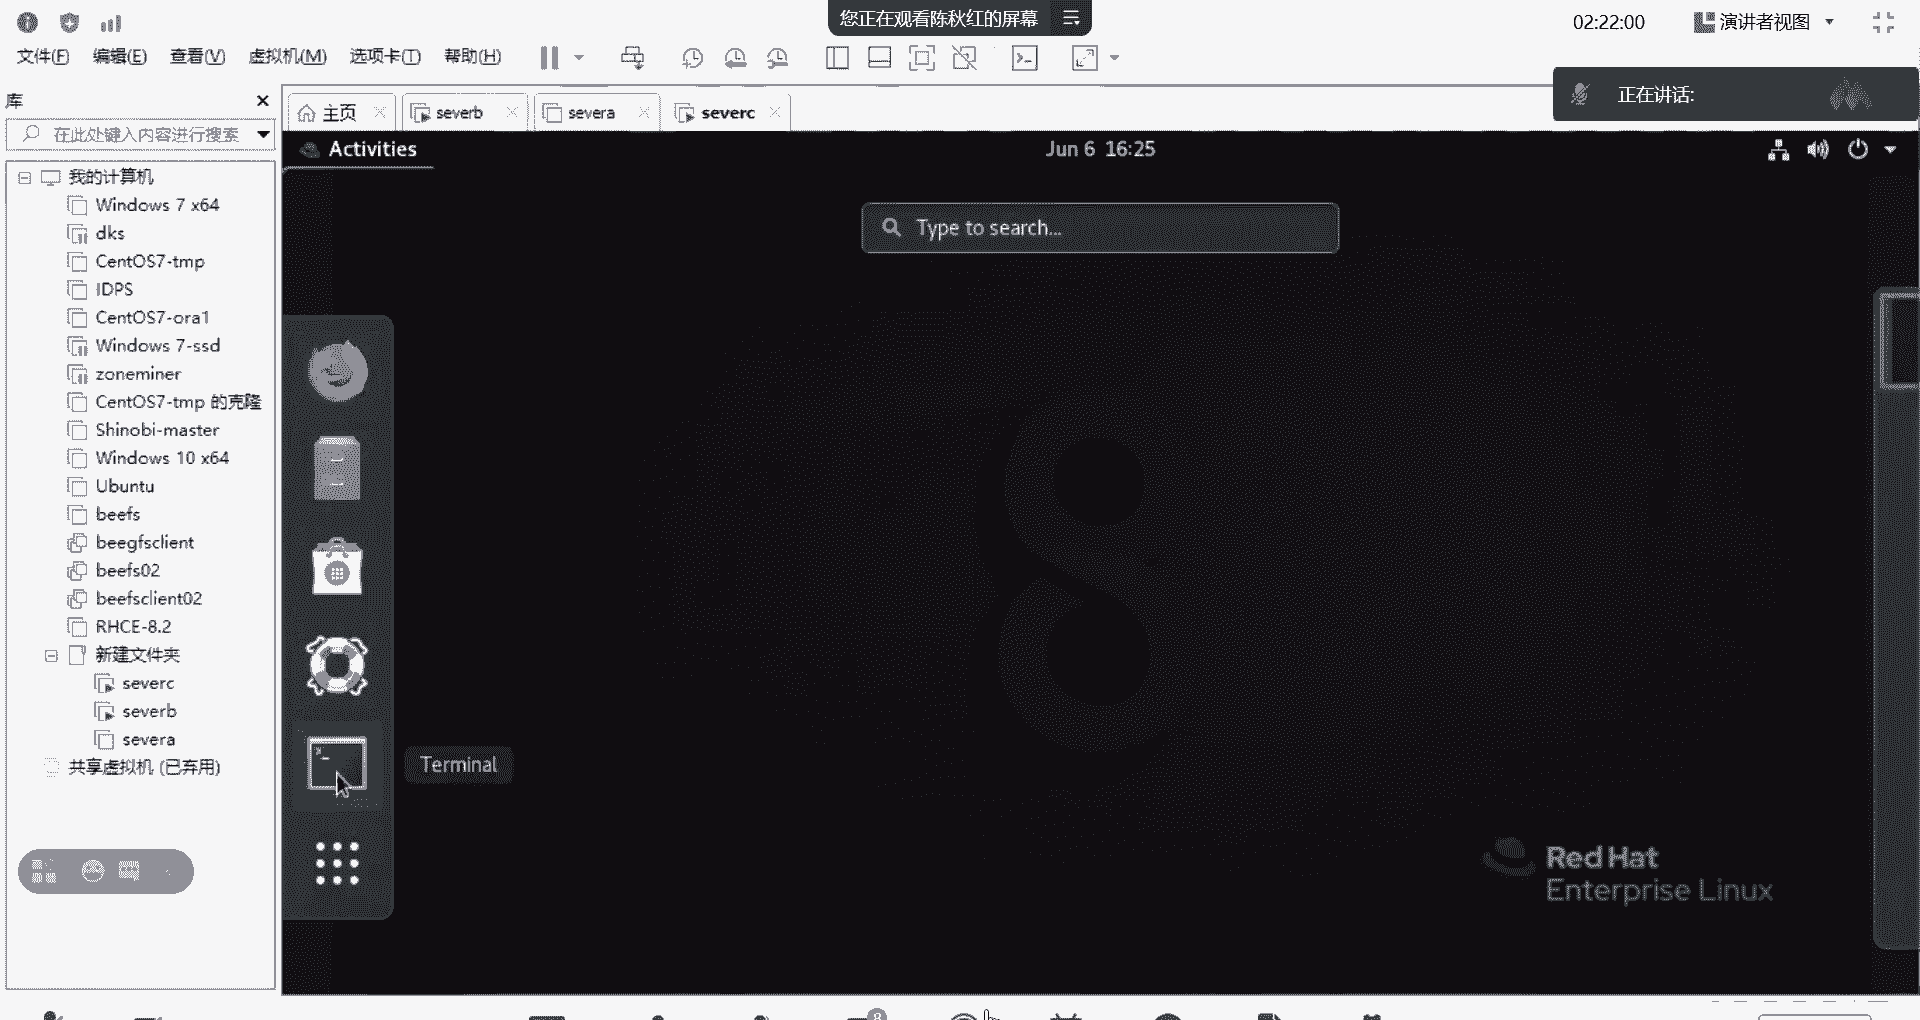 您正在观看陈秋红的屏幕
02:22:00
演讲者视图
文件(F) 编辑(E) 查看(V) 虚拟机(M) 选项卡(T) 帮助(H)
正在讲话:
库
在此处键入内容进行搜索
主页 severb severa severc
Activities
Jun 6 16:25
Type to search...
我的计算机
Windows 7 x64
dks
CentOS7-tmp
IDPS
CentOS7-ora1
Windows 7-ssd
zoneminer
CentOS7-tmp 的克隆
Shinobi-master
Windows 10 x64
Ubuntu
beefs
beegfsclient
beefs02
beefsclient02
RHCE-8.2
新建文件夹
severc
severb
severa
共享虚拟机 (已弃用)
Terminal
Red Hat
Enterprise Linux
8